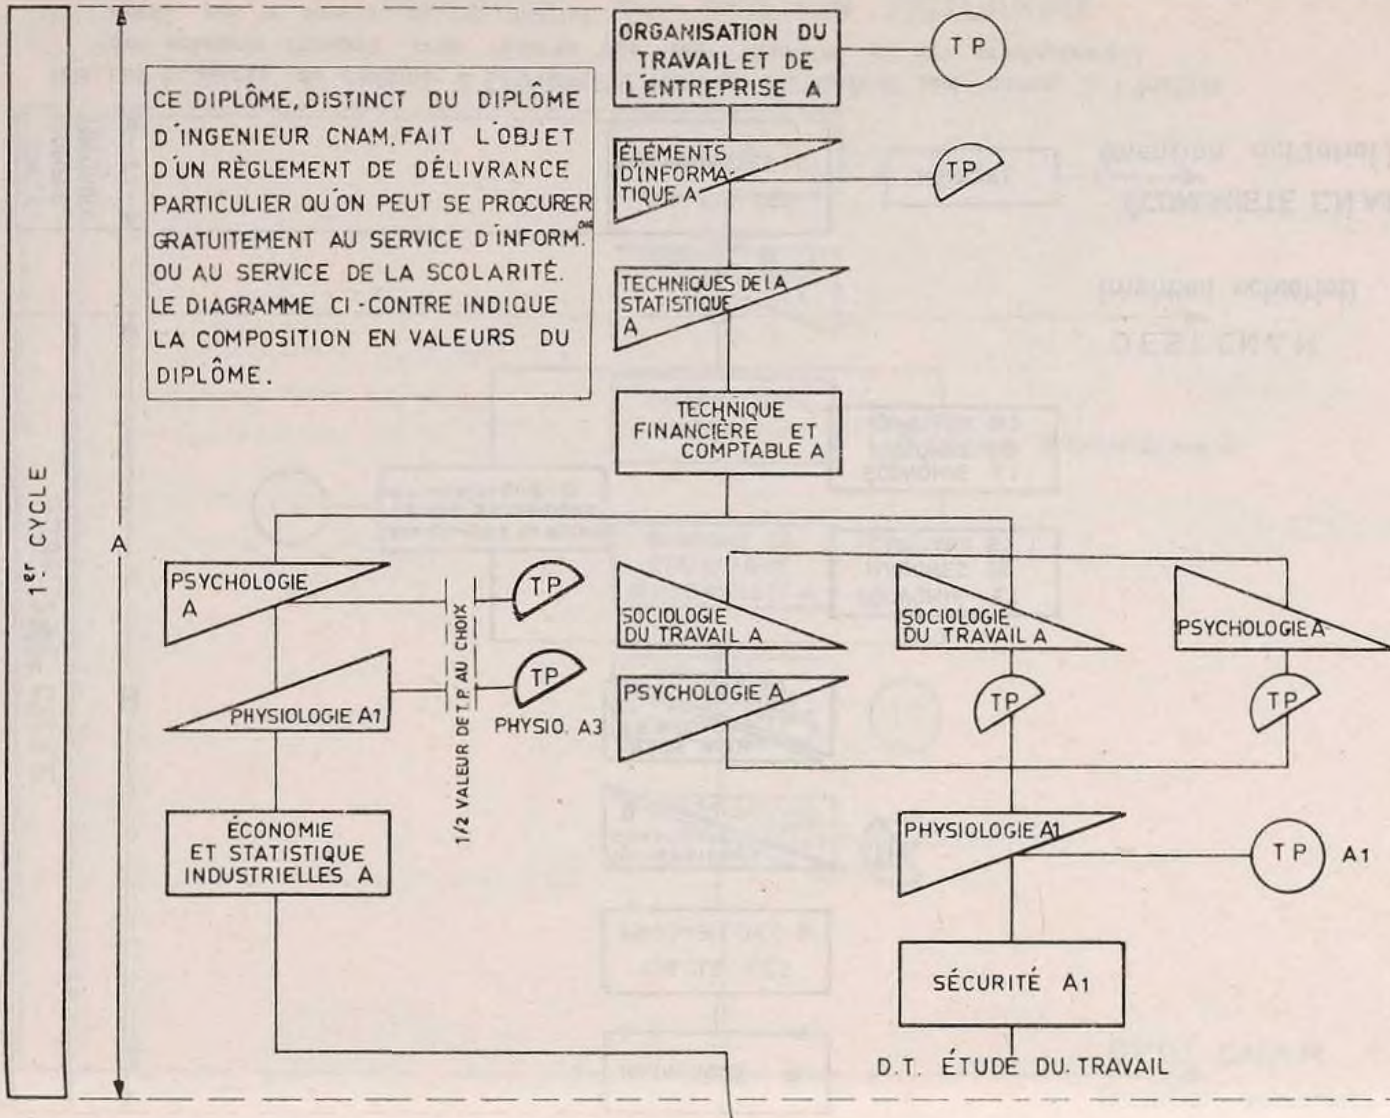 ORGANISATION DU
TRAVAIL ET DE
L'ENTREPRISE A
TP
CE DIPLÔME, DISTINCT DU DIPLÔME
D'INGENIEUR CNAM, FAIT L'OBJET
D'UN RÈGLEMENT DE DÉLIVRANCE
PARTICULIER QU'ON PEUT SE PROCURER
GRATUITEMENT AU SERVICE D'INFORM.
OU AU SERVICE DE LA SCOLARITÉ.
LE DIAGRAMME CI-CONTRE INDIQUE
LA COMPOSITION EN VALEURS DU
DIPLÔME.
ÉLÉMENTS
D'INFORMA-
TIQUE A
TP
TECHNIQUES DE LA
STATISTIQUE
A
TECHNIQUE
FINANCIÈRE ET
COMPTABLE A
1er CYCLE
A
PSYCHOLOGIE
A
TP
PHYSIOLOGIE A1
TP
PHYSIO. A3
1/2 VALEUR DE T.P. AU CHOIX
ÉCONOMIE
ET STATISTIQUE
INDUSTRIELLES A
SOCIOLOGIE
DU TRAVAIL A
PSYCHOLOGIE A
SOCIOLOGIE
DU TRAVAIL A
TP
PSYCHOLOGIE A
TP
PHYSIOLOGIE A1
TP A1
SÉCURITÉ A1
D.T. ÉTUDE DU. TRAVAIL